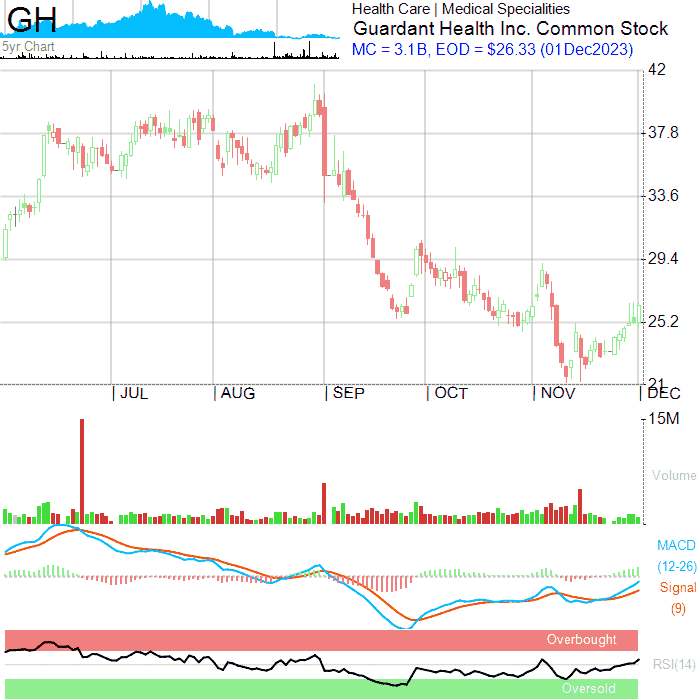 GH
5yr Chart
Health Care | Medical Specialities
Guardant Health Inc. Common Stock
MC = 3.1B, EOD = $26.33 (01Dec2023)
42
37.8
33.6
29.4
25.2
21
JUL
AUG
SEP
OCT
NOV
DEC
15M
Volume
MACD
(12-26)
Signal
(9)
Overbought
RSI(14)
Oversold